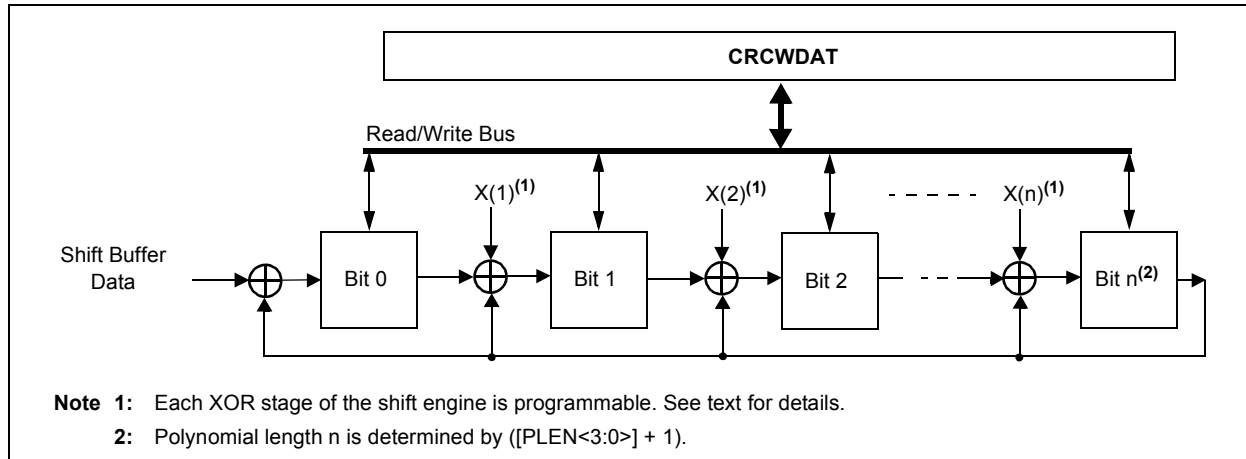 CRCWDAT
Read/Write Bus
X(1)(1)
X(2)(1)
X(n)(1)
Shift Buffer
Data
Bit 0
Bit 1
Bit 2
Bit n(2)
Note 1: Each XOR stage of the shift engine is programmable. See text for details.
2: Polynomial length n is determined by ([PLEN<3:0>] + 1).